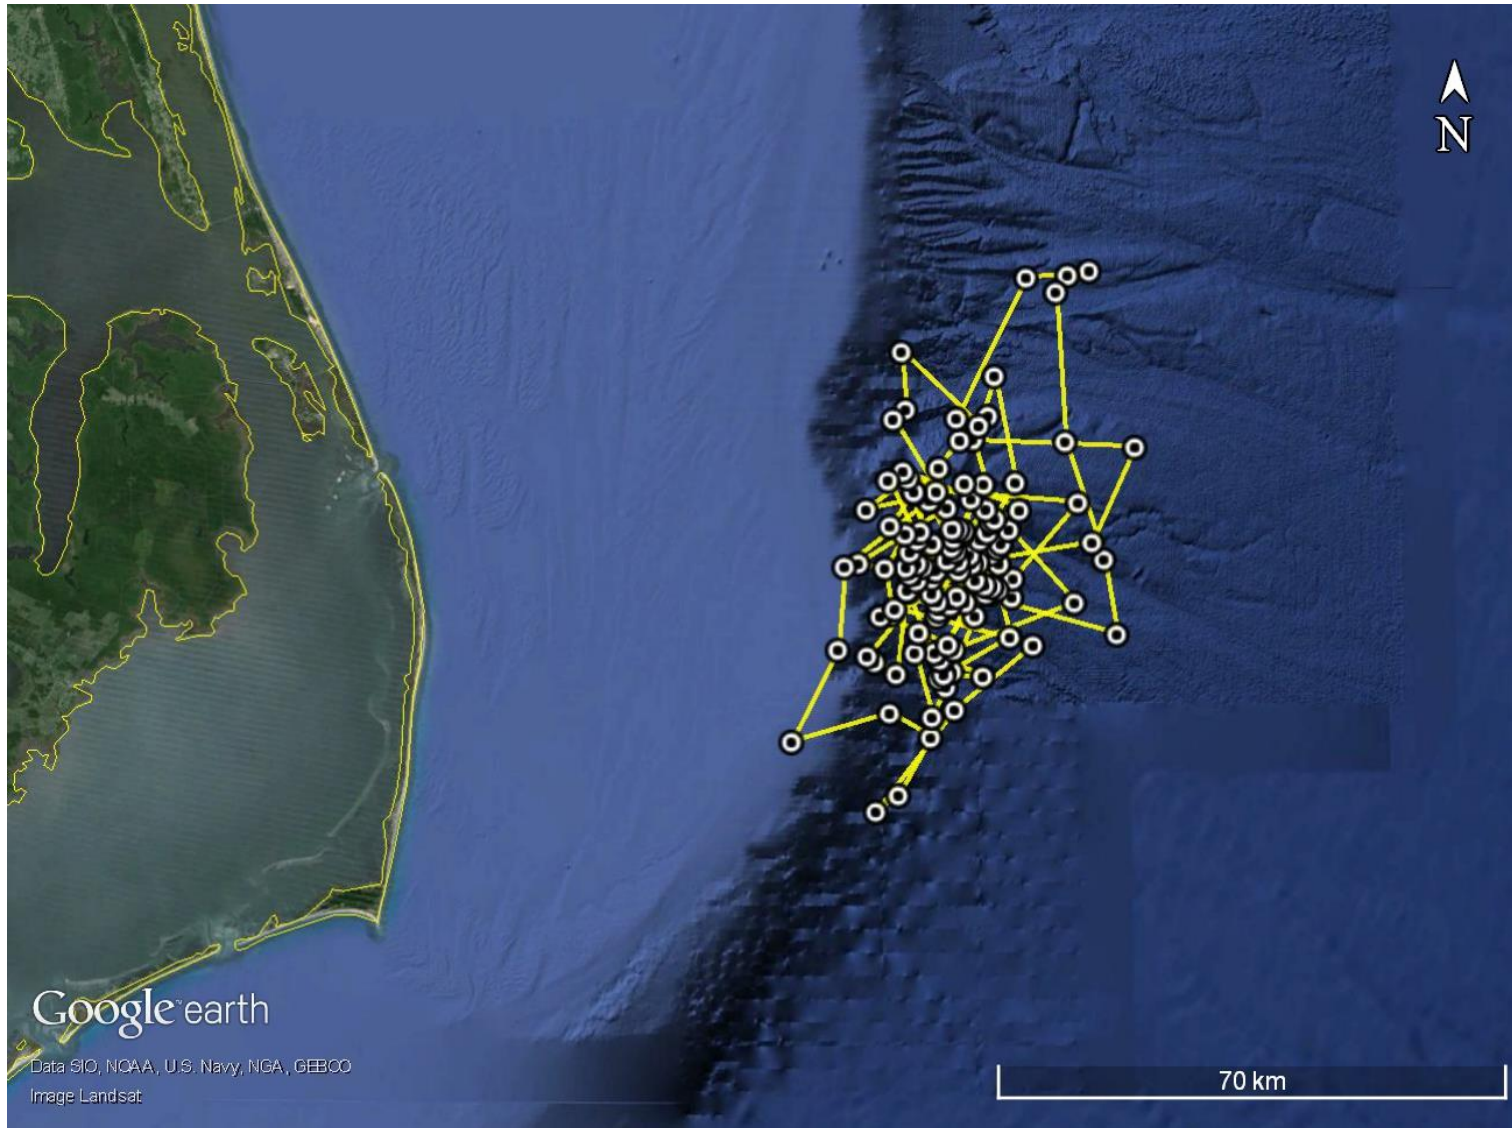 N
70 km
Google earth
Data SIO, NOAA, U.S. Navy, NGA, GEBCO
Image Landsat